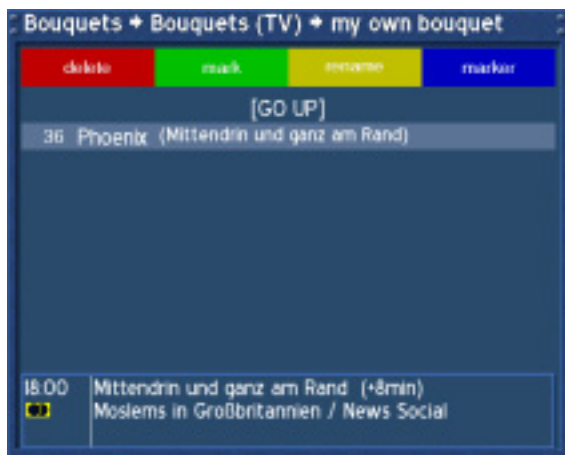 Bouquets → Bouquets (TV) → my own bouquet
delete mark rename marker
[GO UP]
36 Phoenix (Mittendrin und ganz am Rand)
18:00 Mittendrin und ganz am Rand (+8min)
Moslems in Großbritannien / News Social